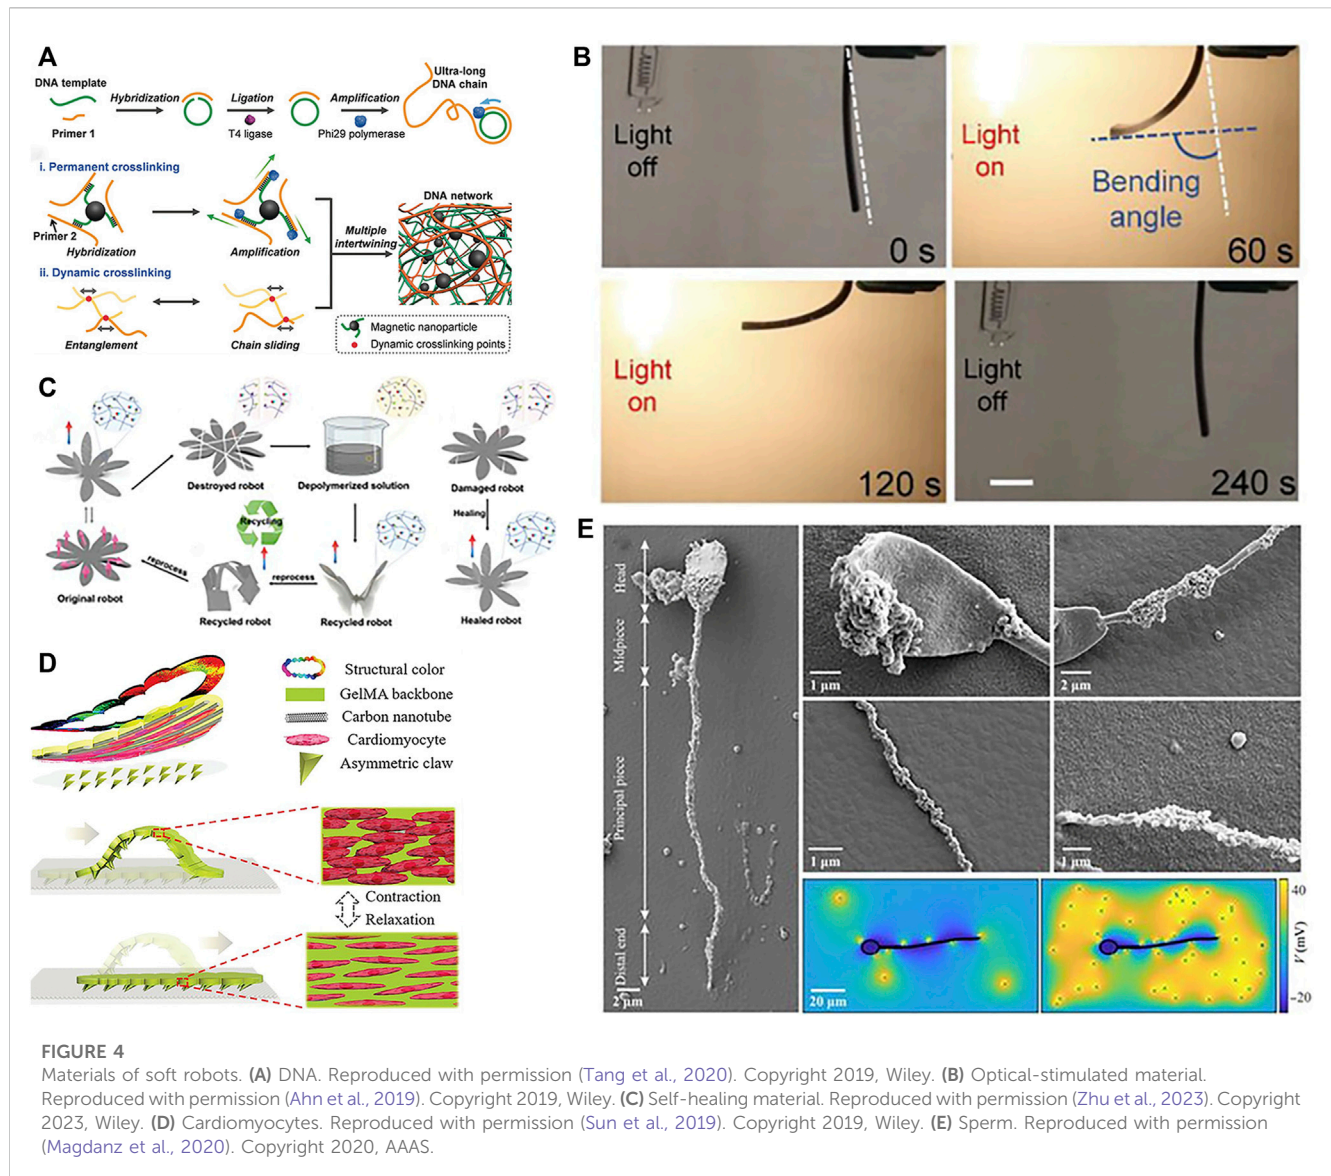 A
DNA template
Primer 1
Hybridization
Ligation
T4 ligase
Amplification
Phi29 polymerase
Ultra-long
DNA chain
i. Permanent crosslinking
Primer 2
Hybridization
Amplification
Multiple
intertwining
DNA network
ii. Dynamic crosslinking
Entanglement
Chain sliding
Magnetic nanoparticle
Dynamic crosslinking points
B
Light
off
0 s
Light
on
Bending
angle
60 s
Light
on
120 s
Light
off
240 s
C
Destroyed robot
Depolymerized solution
Damaged robot
Healing
Recycling
reprocess
reprocess
Original robot
Recycled robot
Recycled robot
Healed robot
D
Structural color
GelMA backbone
Carbon nanotube
Cardiomyocyte
Asymmetric claw
Contraction
Relaxation
E
Head
Midpiece
Principal piece
Distal end
2 µm
1 µm
2 µm
1 µm
1 µm
20 µm
40
V (mV)
−20
FIGURE 4
Materials of soft robots. (A) DNA. Reproduced with permission (Tang et al., 2020). Copyright 2019, Wiley. (B) Optical-stimulated material.
Reproduced with permission (Ahn et al., 2019). Copyright 2019, Wiley. (C) Self-healing material. Reproduced with permission (Zhu et al., 2023). Copyright
2023, Wiley. (D) Cardiomyocytes. Reproduced with permission (Sun et al., 2019). Copyright 2019, Wiley. (E) Sperm. Reproduced with permission
(Magdanz et al., 2020). Copyright 2020, AAAS.